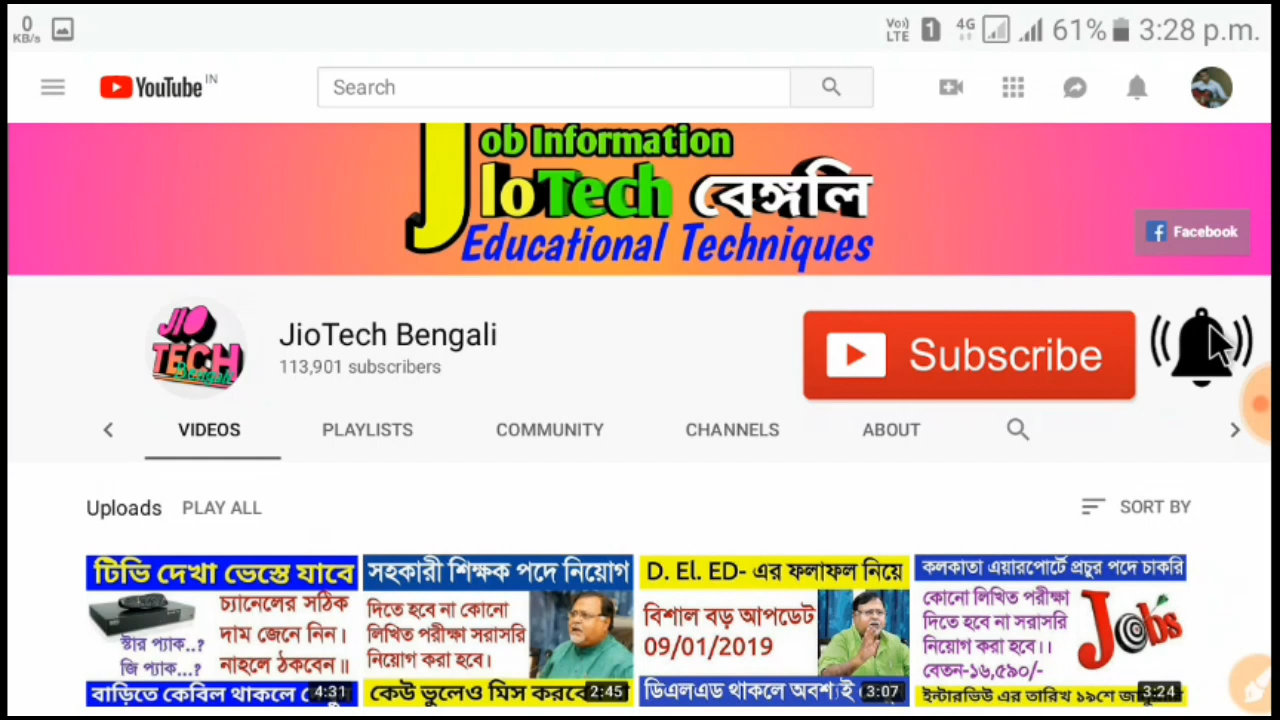 0
KB/s
Vo))
LTE
1
4G
61%
3:28 p.m.
YouTube IN
Search
Job Information
JioTech বেঙ্গলি
Educational Techniques
Facebook
JIO
TECH
Bengali
JioTech Bengali
113,901 subscribers
Subscribe
VIDEOS
PLAYLISTS
COMMUNITY
CHANNELS
ABOUT
Uploads
PLAY ALL
SORT BY
টিভি দেখা ভেস্তে যাবে
চ্যানেলের সঠিক
দাম জেনে নিন।
নাহলে ঠকবেন॥
স্টার প্যাক..?
জি প্যাক...?
বাড়িতে কেবিল থাকলে
4:31
সহকারী শিক্ষক পদে নিয়োগ
দিতে হবে না কোনো
লিখিত পরীক্ষা সরাসরি
নিয়োগ করা হবে।
কেউ ভুলেও মিস করবে
2:45
D. El. ED- এর ফলাফল নিয়ে
বিশাল বড় আপডেট
09/01/2019
ডিএলএড থাকলে অবশ্যই
3:07
কলকাতা এয়ারপোর্টে প্রচুর পদে চাকরি
কোনো লিখিত পরীক্ষা
দিতে হবে না সরাসরি
নিয়োগ করা হবে।।
বেতন-১৬,৫৯০/-
Jobs
ইন্টারভিউ এর তারিখ ১৯শে
3:24